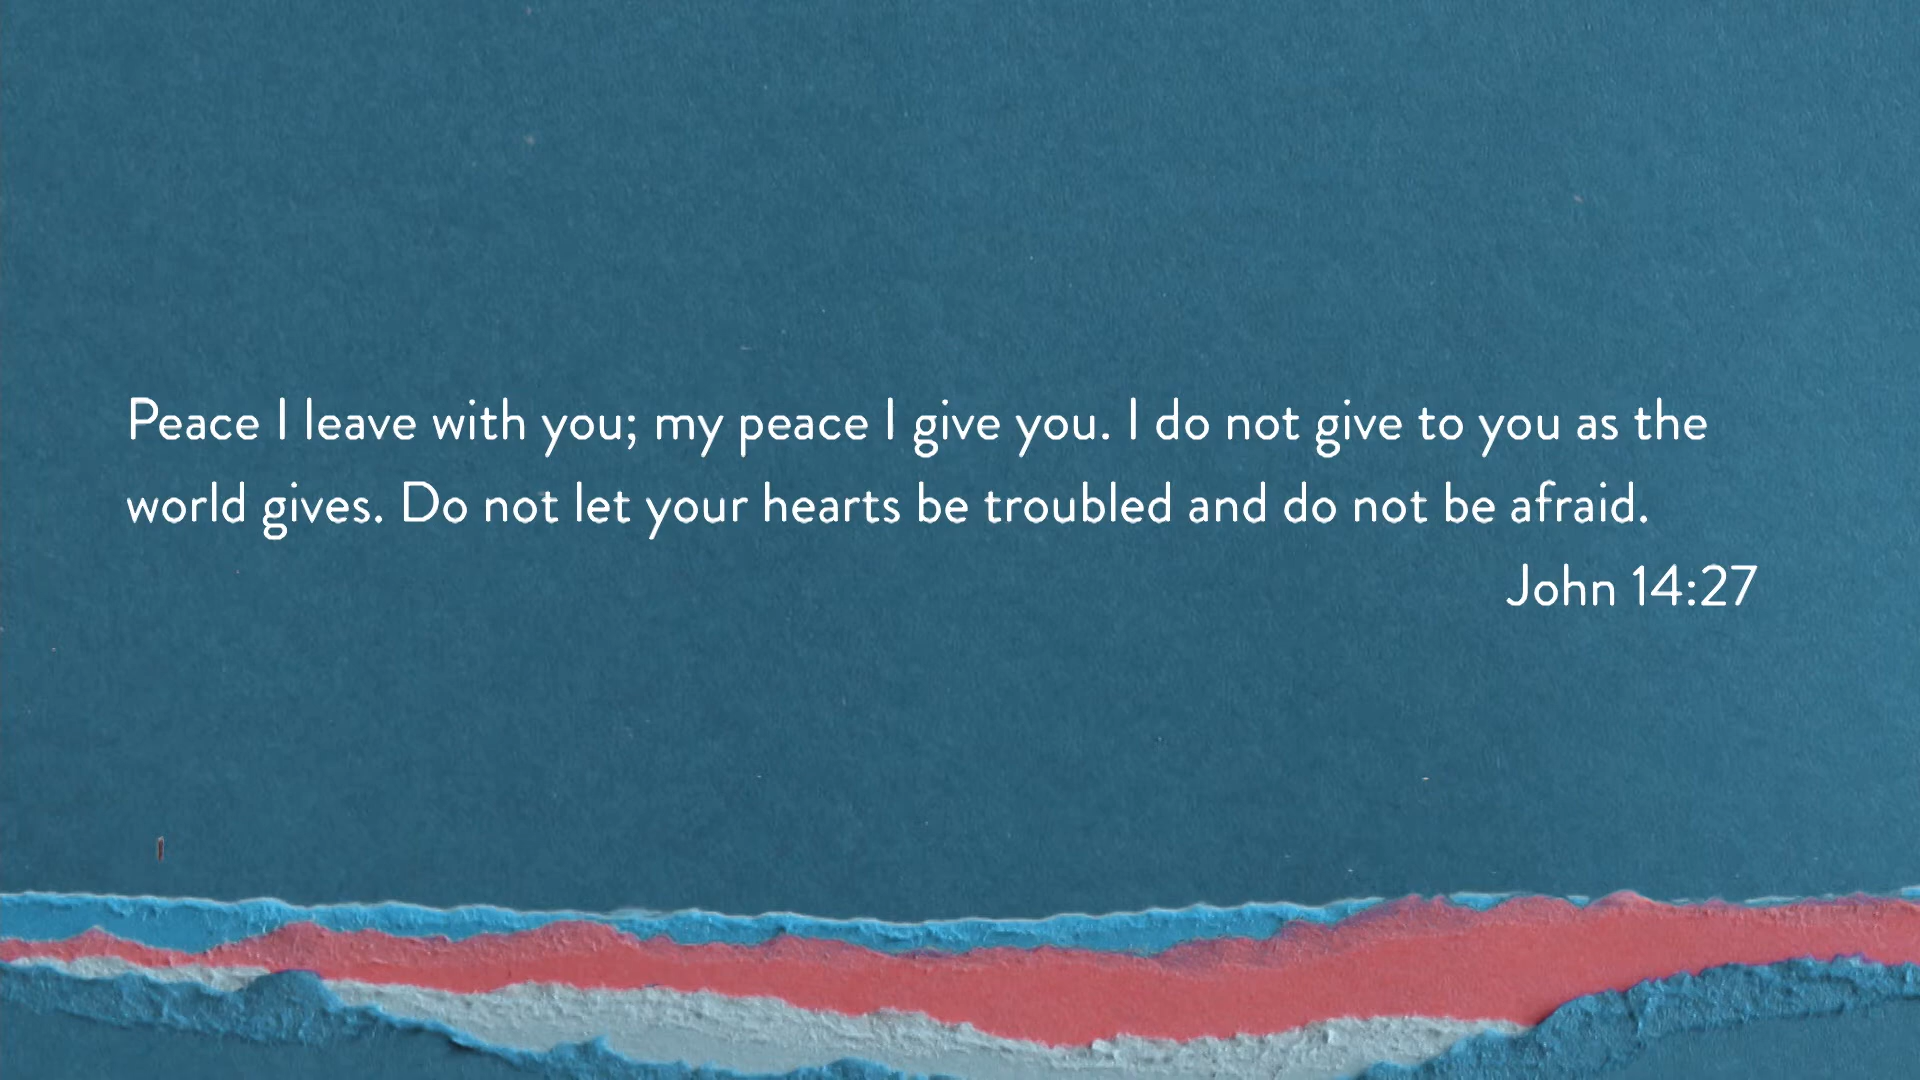 Peace I leave with you; my peace I give you. I do not give to you as the
world gives. Do not let your hearts be troubled and do not be afraid.
John 14:27